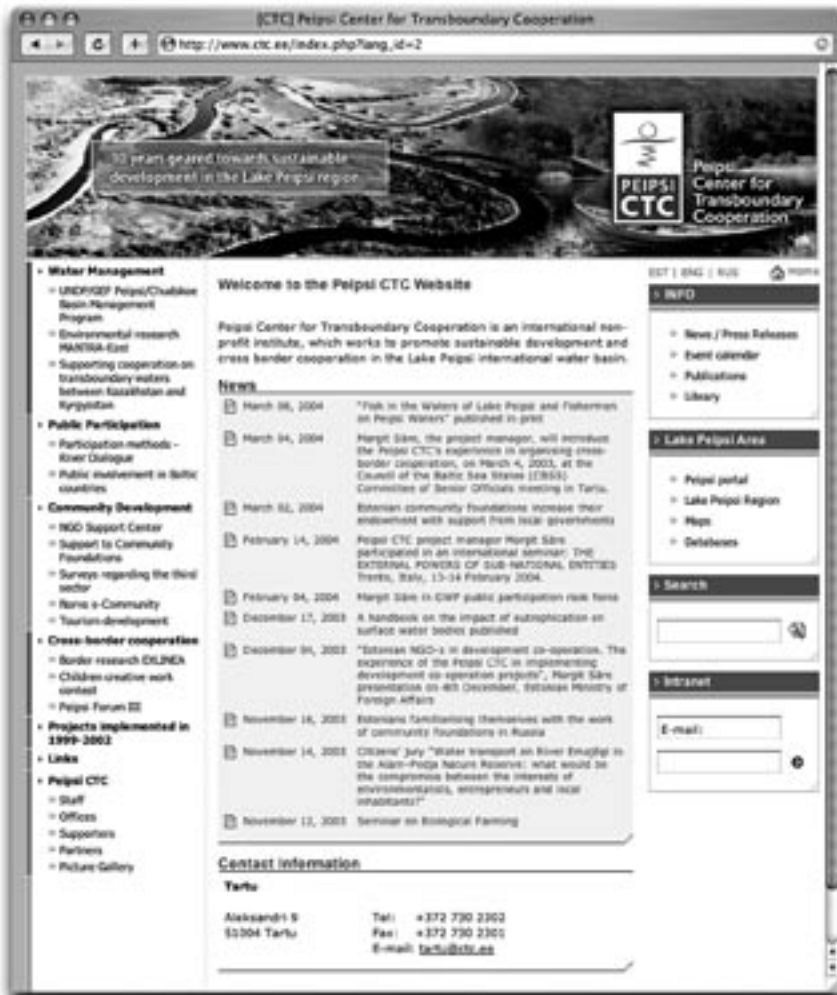 [CTC] Peipsi Center for Transboundary Cooperation
http://www.ctc.ee/index.php?lang_id=2
10 years geared towards sustainable
development in the Lake Peipsi region
PEIPSI
CTC
Peipsi
Center for
Transboundary
Cooperation
Water Management
UNDP/GEF Peipsi/Chudskoe
Basin Management
Program
Environmental research
MANTRA-East
Supporting cooperation on
transboundary waters
between Kazakhstan and
Kyrgyzstan
Public Participation
Participation methods -
River Dialogue
Public involvement in Baltic
countries
Community Development
NGO Support Center
Support to Community
Foundations
Surveys regarding the third
sector
Narva e-Community
Tourism development
Cross-border cooperation
Border research EXLINEA
Children creative work
contest
Peipsi Forum III
Projects implemented in
1999-2002
Links
Peipsi CTC
Staff
Offices
Supporters
Partners
Picture Gallery
Welcome to the Peipsi CTC Website
Peipsi Center for Transboundary Cooperation is an international non-
profit institute, which works to promote sustainable development and
cross border cooperation in the Lake Peipsi international water basin.
News
March 08, 2004 "Fish in the Waters of Lake Peipsi and Fishermen
on Peipsi Waters" published in print
March 04, 2004 Margit Säre, the project manager, will introduce
the Peipsi CTC's experience in organising cross-
border cooperation, on March 4, 2003, at the
Council of the Baltic Sea States (CBSS)
Committee of Senior Officials meeting in Tartu.
March 02, 2004 Estonian community foundations increase their
endowment with support from local governments
February 14, 2004 Peipsi CTC project manager Margit Säre
participated in an international seminar: THE
EXTERNAL POWERS OF SUB-NATIONAL ENTITIES
Trento, Italy, 13-14 February 2004.
February 04, 2004 Margit Säre in GWP public participation task force
December 17, 2003 A handbook on the impact of eutrophication on
surface water bodies published
December 04, 2003 "Estonian NGO-s in development co-operation. The
experience of the Peipsi CTC in implementing
development co-operation projects", Margit Säre
presentation on 4th December, Estonian Ministry of
Foreign Affairs
November 16, 2003 Estonians familiarising themselves with the work
of community foundations in Russia
November 14, 2003 Citizens' jury "Water transport on River Emajõgi in
the Alam-Pedja Nature Reserve: what would be
the compromise between the interests of
environmentalists, entrepreneurs and local
inhabitants?"
November 12, 2003 Seminar on Biological Farming
Contact Information
Tartu
Aleksandri 9 Tel: +372 730 2302
51004 Tartu Fax: +372 730 2301
E-mail: tartu@ctc.ee
EST | ENG | RUS Home
INFO
News / Press Releases
Event calendar
Publications
Library
Lake Peipsi Area
Peipsi portal
Lake Peipsi Region
Maps
Databases
Search
Intranet
E-mail: